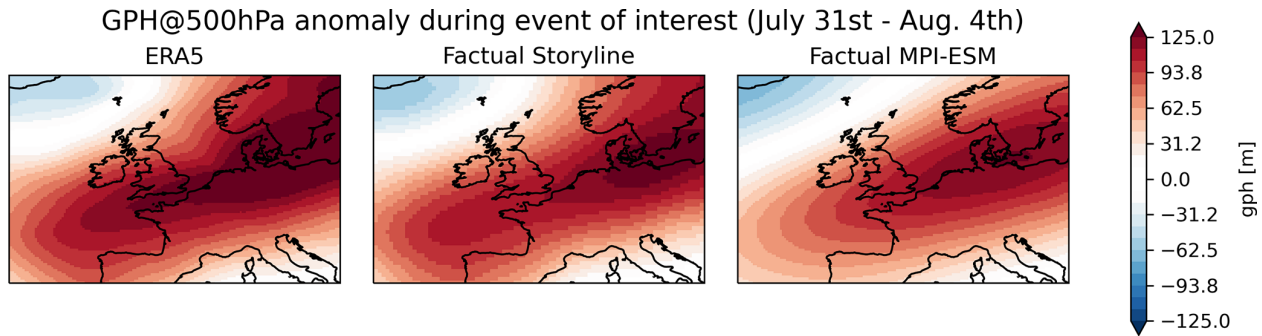 GPH@500hPa anomaly during event of interest (July 31st - Aug. 4th)
ERA5
Factual Storyline
Factual MPI-ESM
125.0
93.8
62.5
31.2
0.0
−31.2
−62.5
−93.8
−125.0
gph [m]